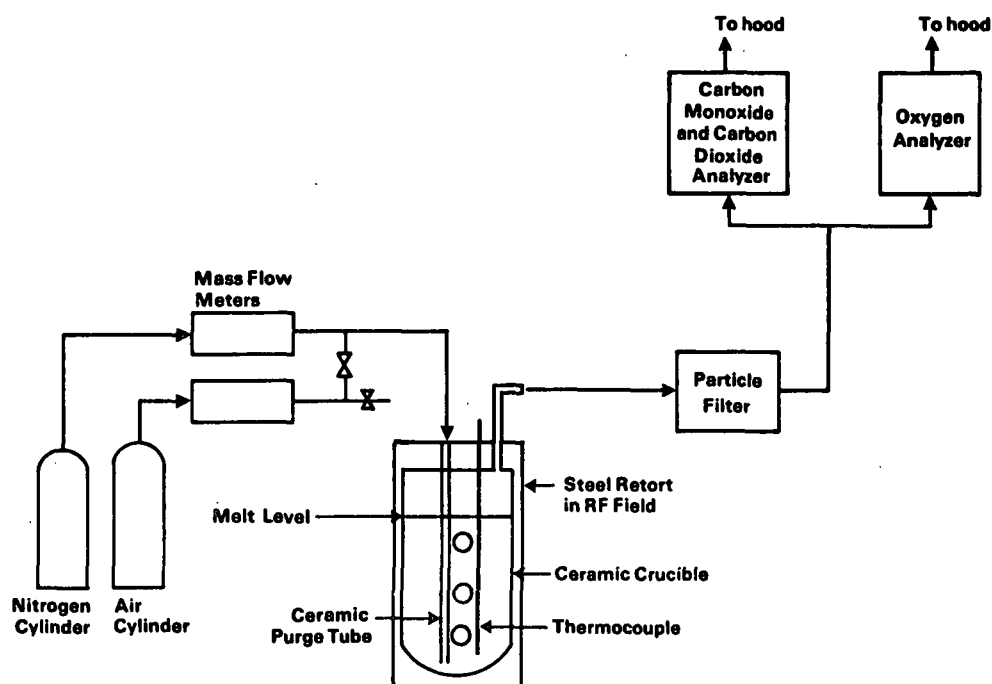 To hood
To hood
Carbon
Monoxide
and Carbon
Dioxide
Analyzer
Oxygen
Analyzer
Mass Flow
Meters
Particle
Filter
Steel Retort
in RF Field
Melt Level
Ceramic Crucible
Nitrogen
Cylinder
Air
Cylinder
Ceramic
Purge Tube
Thermocouple